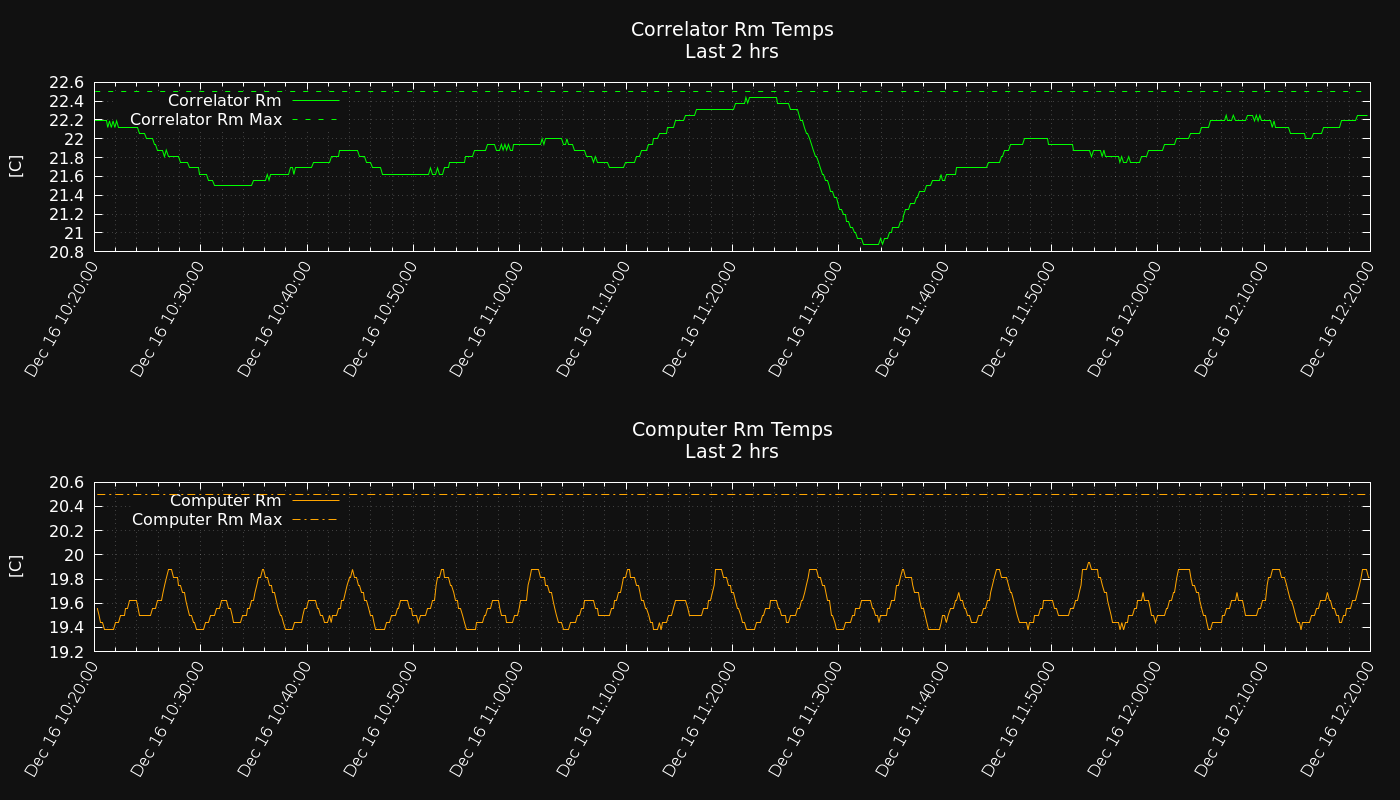 Correlator Rm Temps
Last 2 hrs
22.6
22.4
22.2
22
21.8
21.6
21.4
21.2
21
20.8
[C]
Correlator Rm
Correlator Rm Max
Dec 16 10:20:00
Dec 16 10:30:00
Dec 16 10:40:00
Dec 16 10:50:00
Dec 16 11:00:00
Dec 16 11:10:00
Dec 16 11:20:00
Dec 16 11:30:00
Dec 16 11:40:00
Dec 16 11:50:00
Dec 16 12:00:00
Dec 16 12:10:00
Dec 16 12:20:00
Computer Rm Temps
Last 2 hrs
20.6
20.4
20.2
20
19.8
19.6
19.4
19.2
[C]
Computer Rm
Computer Rm Max
Dec 16 10:20:00
Dec 16 10:30:00
Dec 16 10:40:00
Dec 16 10:50:00
Dec 16 11:00:00
Dec 16 11:10:00
Dec 16 11:20:00
Dec 16 11:30:00
Dec 16 11:40:00
Dec 16 11:50:00
Dec 16 12:00:00
Dec 16 12:10:00
Dec 16 12:20:00